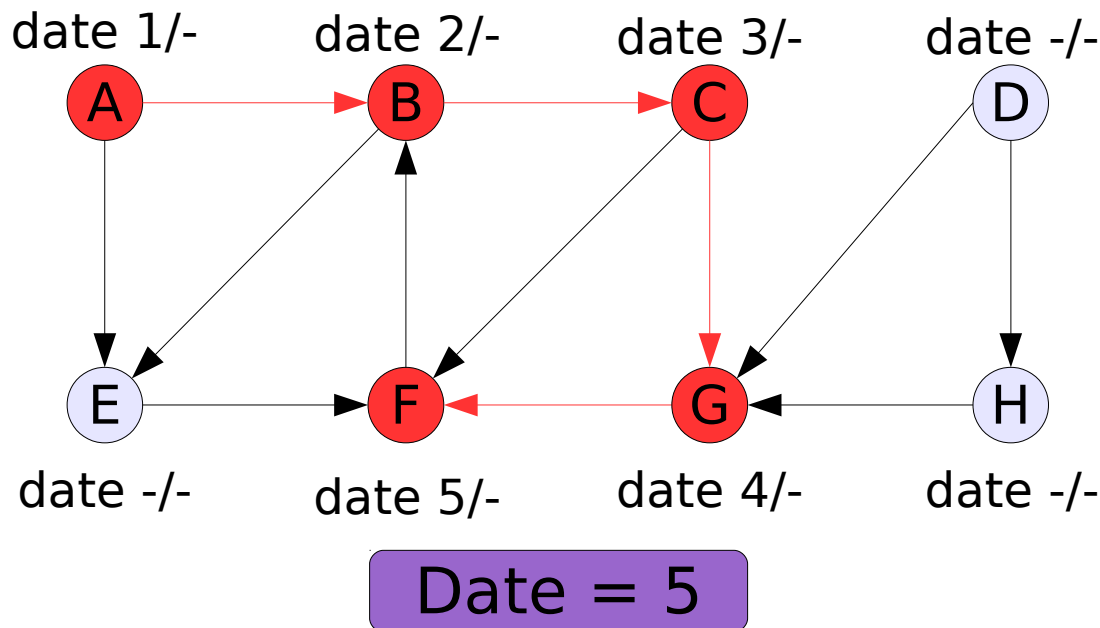 date 1/- date 2/- date 3/- date -/-
A B C D
E F G H
date -/- date 5/- date 4/- date -/-
Date = 5